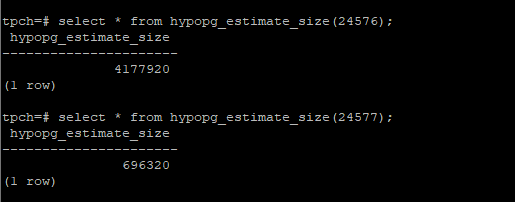 tpch=# select * from hypopg_estimate_size(24576);
 hypopg_estimate_size
----------------------
              4177920
(1 row)

tpch=# select * from hypopg_estimate_size(24577);
 hypopg_estimate_size
----------------------
               696320
(1 row)